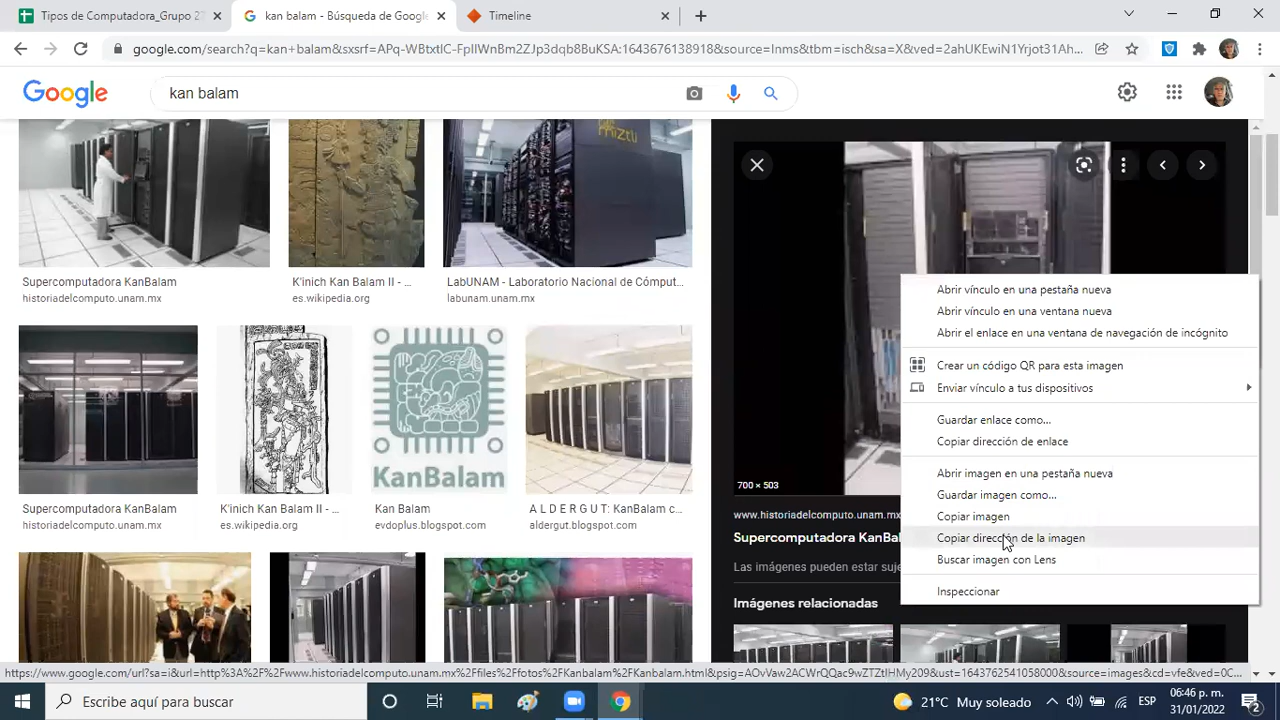 Tipos de Computadora_Grupo 2
kan balam - Búsqueda de Google
Timeline
google.com/search?q=kan+balam&sxsrf=APq-WBtxtIC-FpIIWnBm2ZJp3dqb8BuKSA:1643676138918&source=lnms&tbm=isch&sa=X&ved=2ahUKEwiN1Yrjot31Ah...
Google
kan balam
Supercomputadora KanBalam
historiadelcomputo.unam.mx
K'inich Kan Balam II - ...
es.wikipedia.org
LabUNAM - Laboratorio Nacional de Cómput...
labunam.unam.mx
KanBalam
Supercomputadora KanBalam
historiadelcomputo.unam.mx
K'inich Kan Balam II - ...
es.wikipedia.org
Kan Balam
evdoplus.blogspot.com
A L D E R G U T: KanBalam c...
aldergut.blogspot.com
700 × 503
www.historiadelcomputo.unam.mx
Supercomputadora KanBa
Las imágenes pueden estar suje
Imágenes relacionadas
Abrir vínculo en una pestaña nueva
Abrir vínculo en una ventana nueva
Abrir el enlace en una ventana de navegación de incógnito
Crear un código QR para esta imagen
Enviar vínculo a tus dispositivos
Guardar enlace como...
Copiar dirección de enlace
Abrir imagen en una pestaña nueva
Guardar imagen como...
Copiar imagen
Copiar dirección de la imagen
Buscar imagen con Lens
Inspeccionar
https://www.google.com/url?sa=i&url=http%3A%2F%2Fwww.historiadelcomputo.unam.mx%2Ffiles%2Ffotos%2FKanbalam%2FKanbalam.html&psig=AOvVaw2ACWrQQac9wZTZtlHMy209&ust=1643762541058000&source=images&cd=vfe&ved=0C...
Escribe aquí para buscar
21°C Muy soleado
ESP
06:46 p. m.
31/01/2022
2